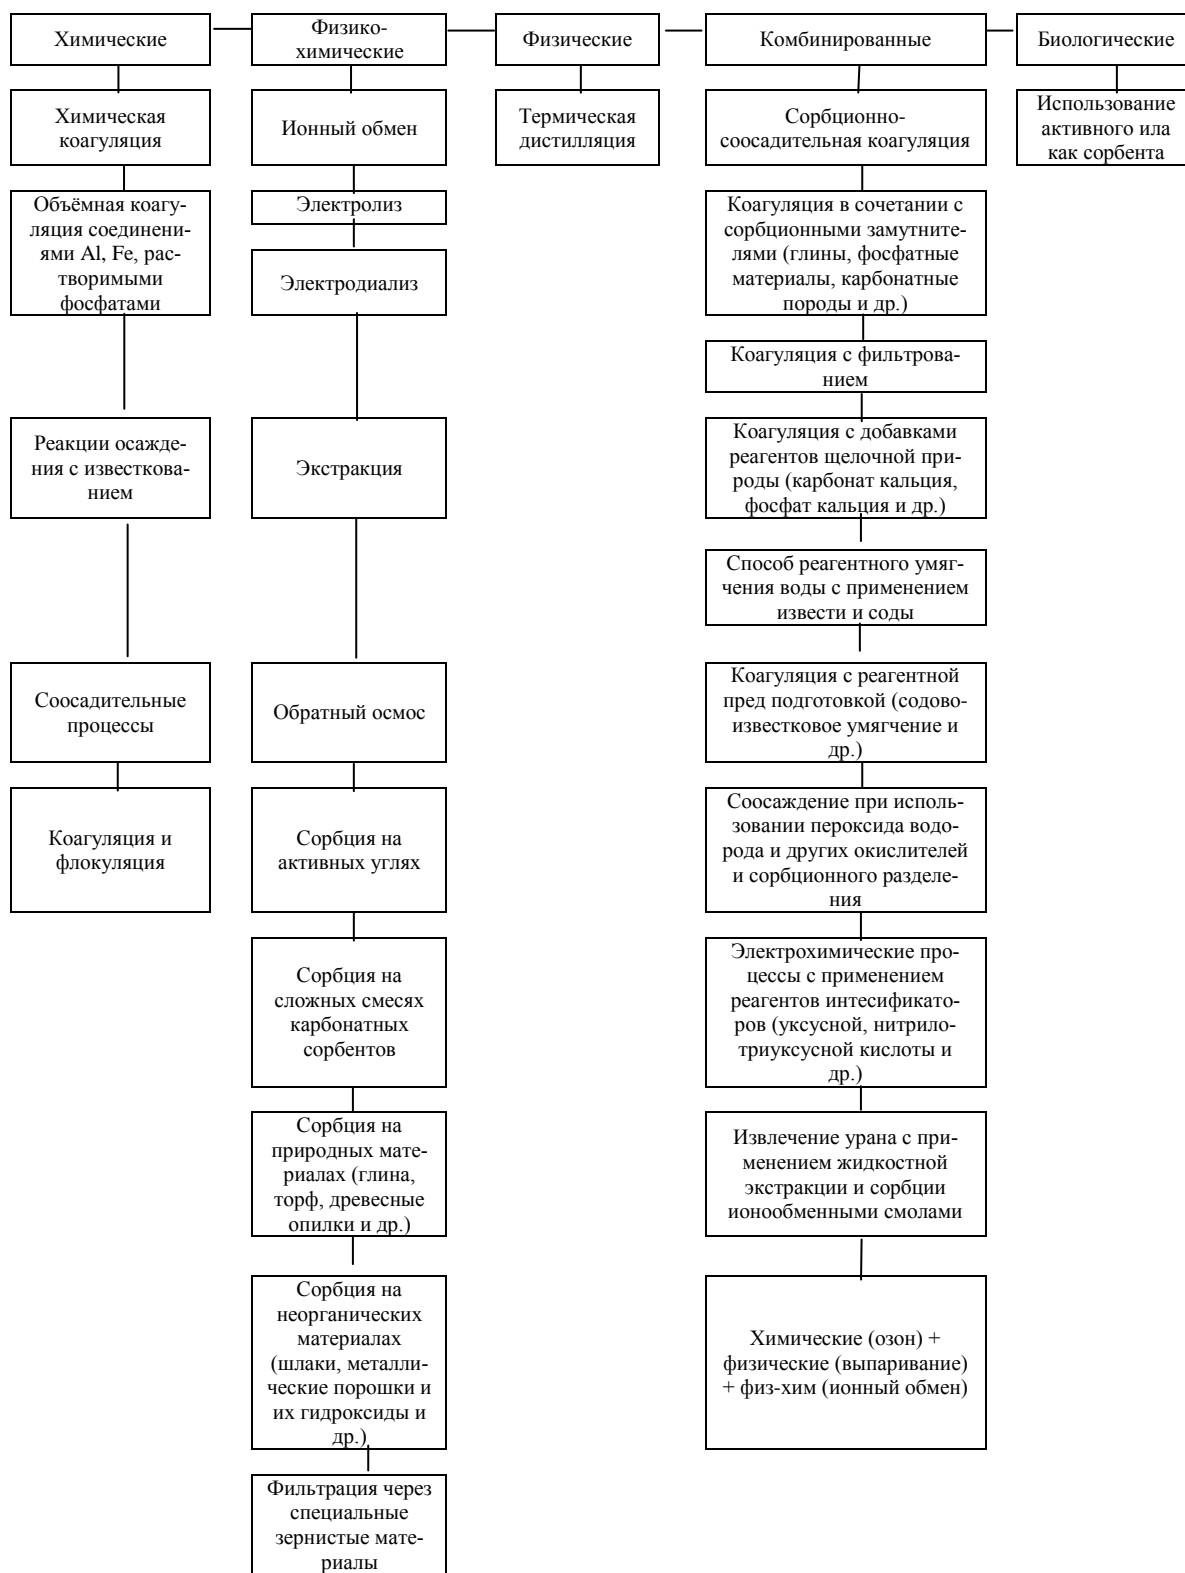 Химические
Физико-
химические
Физические
Комбинированные
Биологические
Химическая
коагуляция
Объёмная коагу-
ляция соединени-
ями Al, Fe, рас-
творимыми
фосфатами
Реакции осажде-
ния с известкова-
нием
Соосадительные
процессы
Коагуляция и
флокуляция
Ионный обмен
Электролиз
Электродиализ
Экстракция
Обратный осмос
Сорбция на
активных углях
Сорбция на
сложных смесях
карбонатных
сорбентов
Сорбция на
природных мате-
риалах (глина,
торф, древесные
опилки и др.)
Сорбция на
неорганических
материалах
(шлаки, металли-
ческие порошки и
их гидроксиды и
др.)
Фильтрация через
специальные
зернистые мате-
риалы
Термическая
дистилляция
Сорбционно-
соосадительная коагуляция
Коагуляция в сочетании с
сорбционными замутните-
лями (глины, фосфатные
материалы, карбонатные
породы и др.)
Коагуляция с фильтрова-
нием
Коагуляция с добавками
реагентов щелочной при-
роды (карбонат кальция,
фосфат кальция и др.)
Способ реагентного умяг-
чения воды с применением
извести и соды
Коагуляция с реагентной
пред подготовкой (содово-
известковое умягчение и
др.)
Соосаждение при исполь-
зовании пероксида водо-
рода и других окислителей
и сорбционного разделе-
ния
Электрохимические про-
цессы с применением
реагентов интесификато-
ров (уксусной, нитрило-
триуксусной кислоты и
др.)
Извлечение урана с при-
менением жидкостной
экстракции и сорбции
ионообменными смолами
Химические (озон) +
физические (выпаривание)
+ физ-хим (ионный обмен)
Использование
активного ила
как сорбента